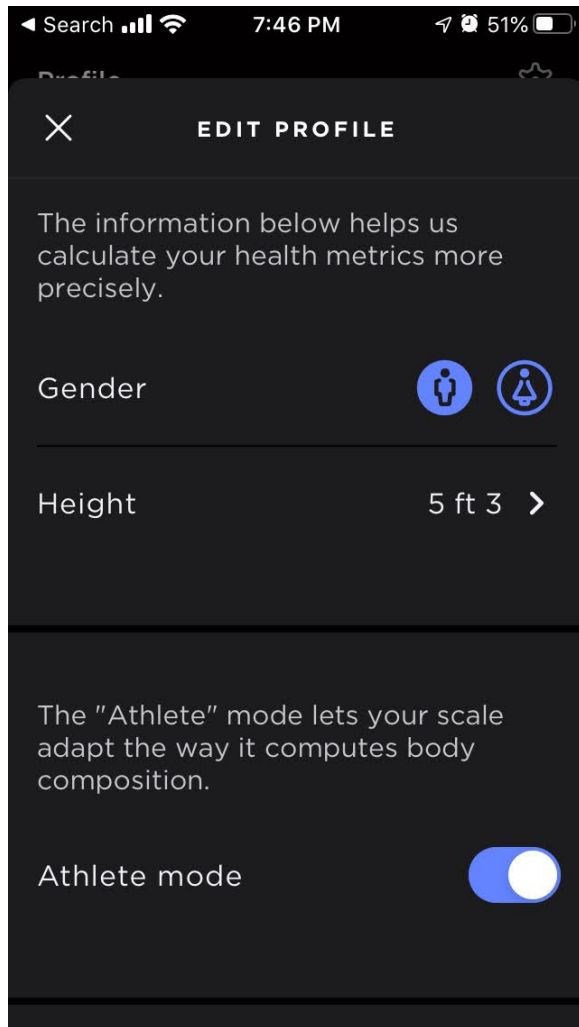 Search 7:46 PM 51%
Profile
EDIT PROFILE
The information below helps us
calculate your health metrics more
precisely.
Gender
Height 5 ft 3
The "Athlete" mode lets your scale
adapt the way it computes body
composition.
Athlete mode